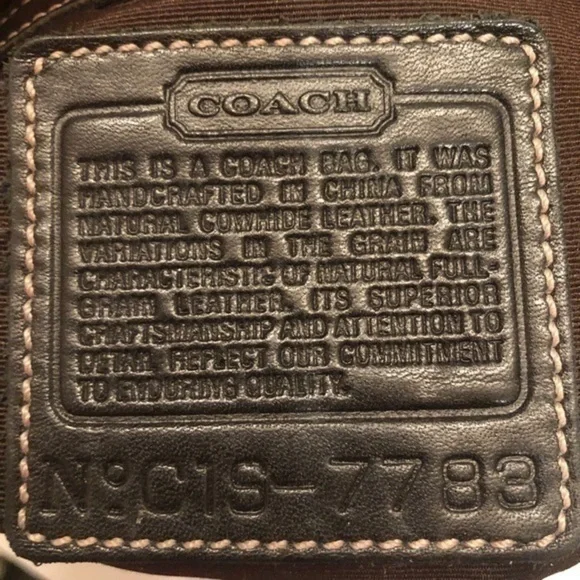 COACH
THIS IS A COACH BAG. IT WAS
HANDCRAFTED IN CHINA FROM
NATURAL COWHIDE LEATHER. THE
VARIATIONS IN THE GRAIN ARE
CHARACTERISTIC OF NATURAL FULL-
GRAIN LEATHER. ITS SUPERIOR
CRAFTSMANSHIP AND ATTENTION TO
DETAIL REFLECT OUR COMMITMENT
TO ENDURING QUALITY.
Nº C1S-7783